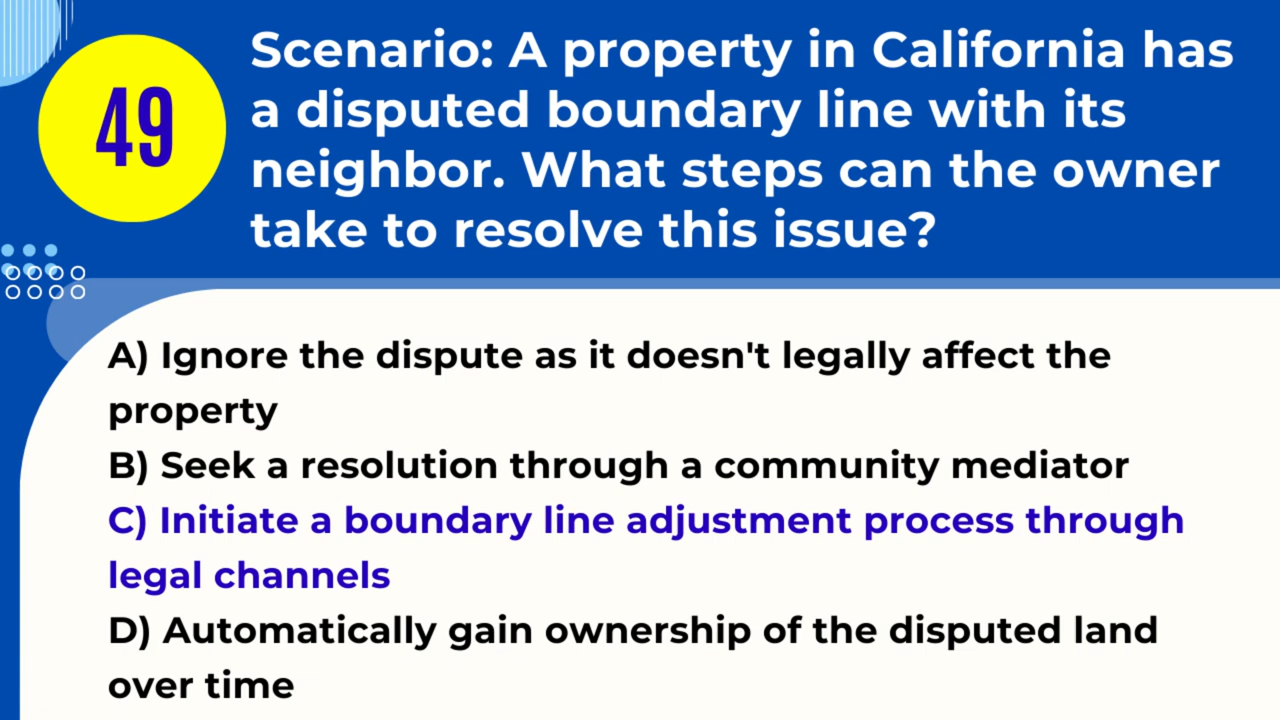 49
Scenario: A property in California has
a disputed boundary line with its
neighbor. What steps can the owner
take to resolve this issue?
A) Ignore the dispute as it doesn't legally affect the
property
B) Seek a resolution through a community mediator
C) Initiate a boundary line adjustment process through
legal channels
D) Automatically gain ownership of the disputed land
over time